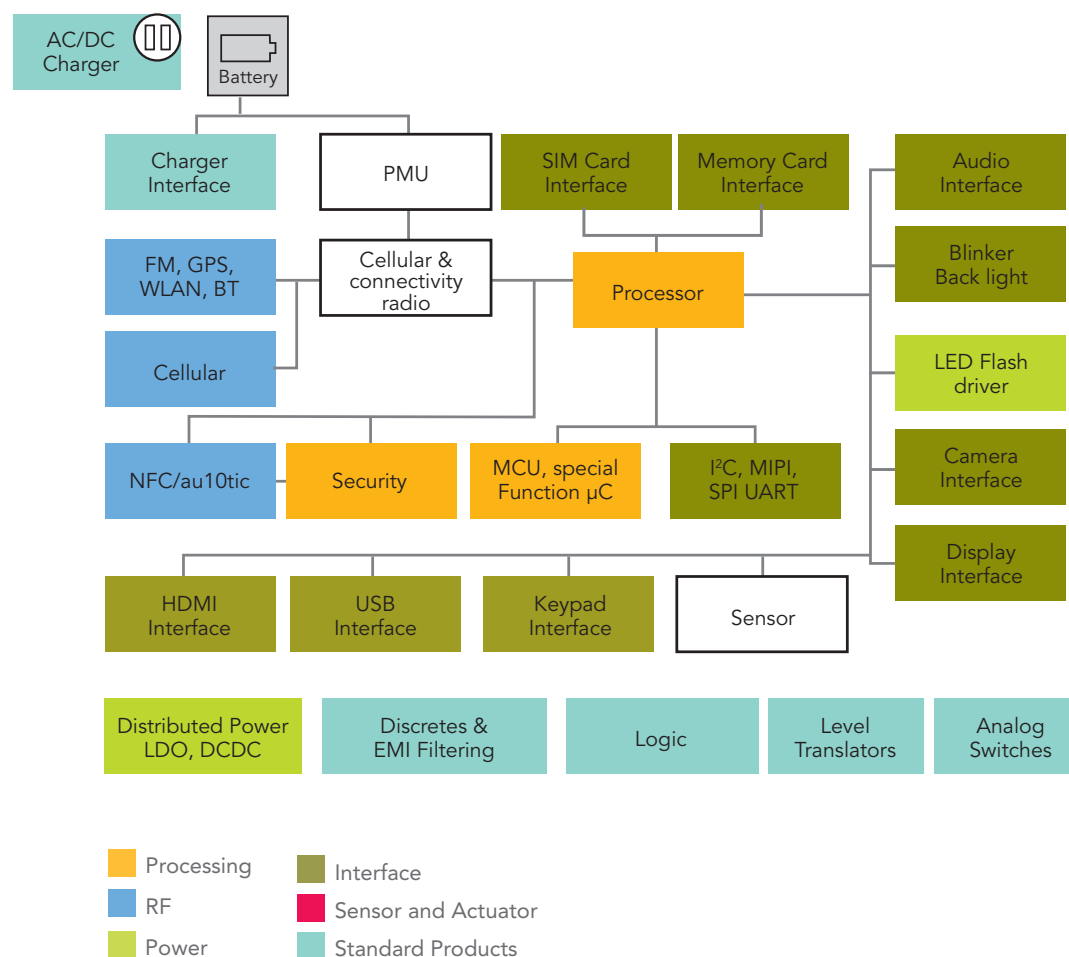 AC/DC
Charger
Battery
Charger
Interface
PMU
SIM Card
Interface
Memory Card
Interface
Audio
Interface
FM, GPS,
WLAN, BT
Cellular &
connectivity
radio
Processor
Blinker
Back light
Cellular
LED Flash
driver
NFC/au10tic
Security
MCU, special
Function µC
I²C, MIPI,
SPI UART
Camera
Interface
Display
Interface
HDMI
Interface
USB
Interface
Keypad
Interface
Sensor
Distributed Power
LDO, DCDC
Discretes &
EMI Filtering
Logic
Level
Translators
Analog
Switches
Processing
RF
Power
Interface
Sensor and Actuator
Standard Products